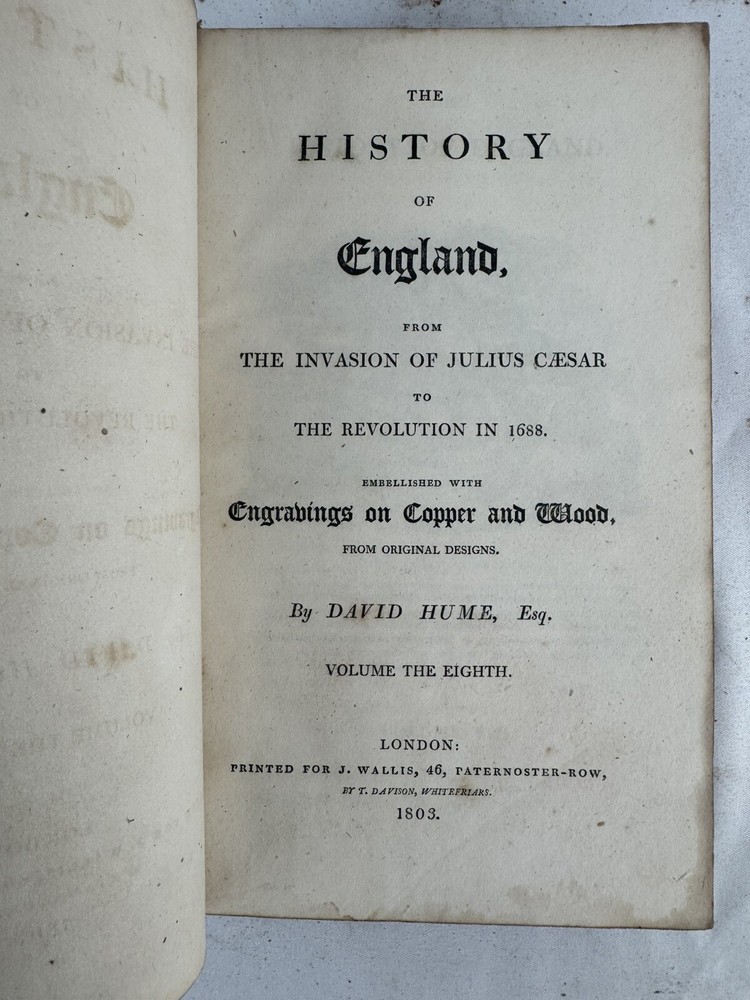 THE
HISTORY
OF
England,
FROM
THE INVASION OF JULIUS CÆSAR
TO
THE REVOLUTION IN 1688.
EMBELLISHED WITH
Engravings on Copper and Wood,
FROM ORIGINAL DESIGNS.
By DAVID HUME, Esq.
VOLUME THE EIGHTH.
LONDON:
PRINTED FOR J. WALLIS, 46, PATERNOSTER-ROW,
BY T. DAVISON, WHITEFRIARS.
1803.